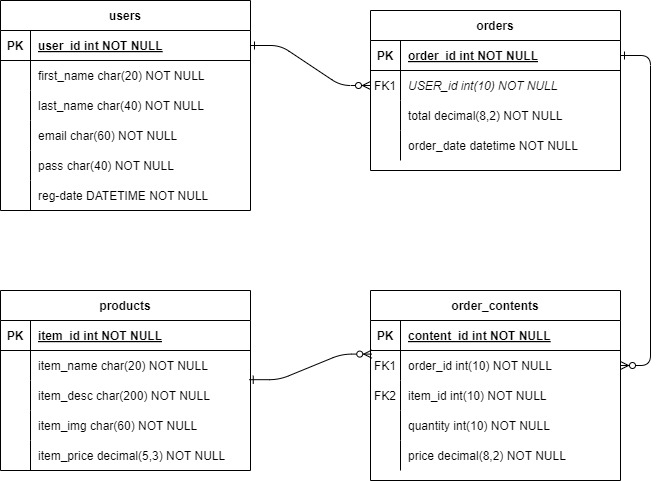 users
PK user_id int NOT NULL
first_name char(20) NOT NULL
last_name char(40) NOT NULL
email char(60) NOT NULL
pass char(40) NOT NULL
reg-date DATETIME NOT NULL
orders
PK order_id int NOT NULL
FK1 USER_id int(10) NOT NULL
total decimal(8,2) NOT NULL
order_date datetime NOT NULL
products
PK item_id int NOT NULL
item_name char(20) NOT NULL
item_desc char(200) NOT NULL
item_img char(60) NOT NULL
item_price decimal(5,3) NOT NULL
order_contents
PK content_id int NOT NULL
FK1 order_id int(10) NOT NULL
FK2 item_id int(10) NOT NULL
quantity int(10) NOT NULL
price decimal(8,2) NOT NULL